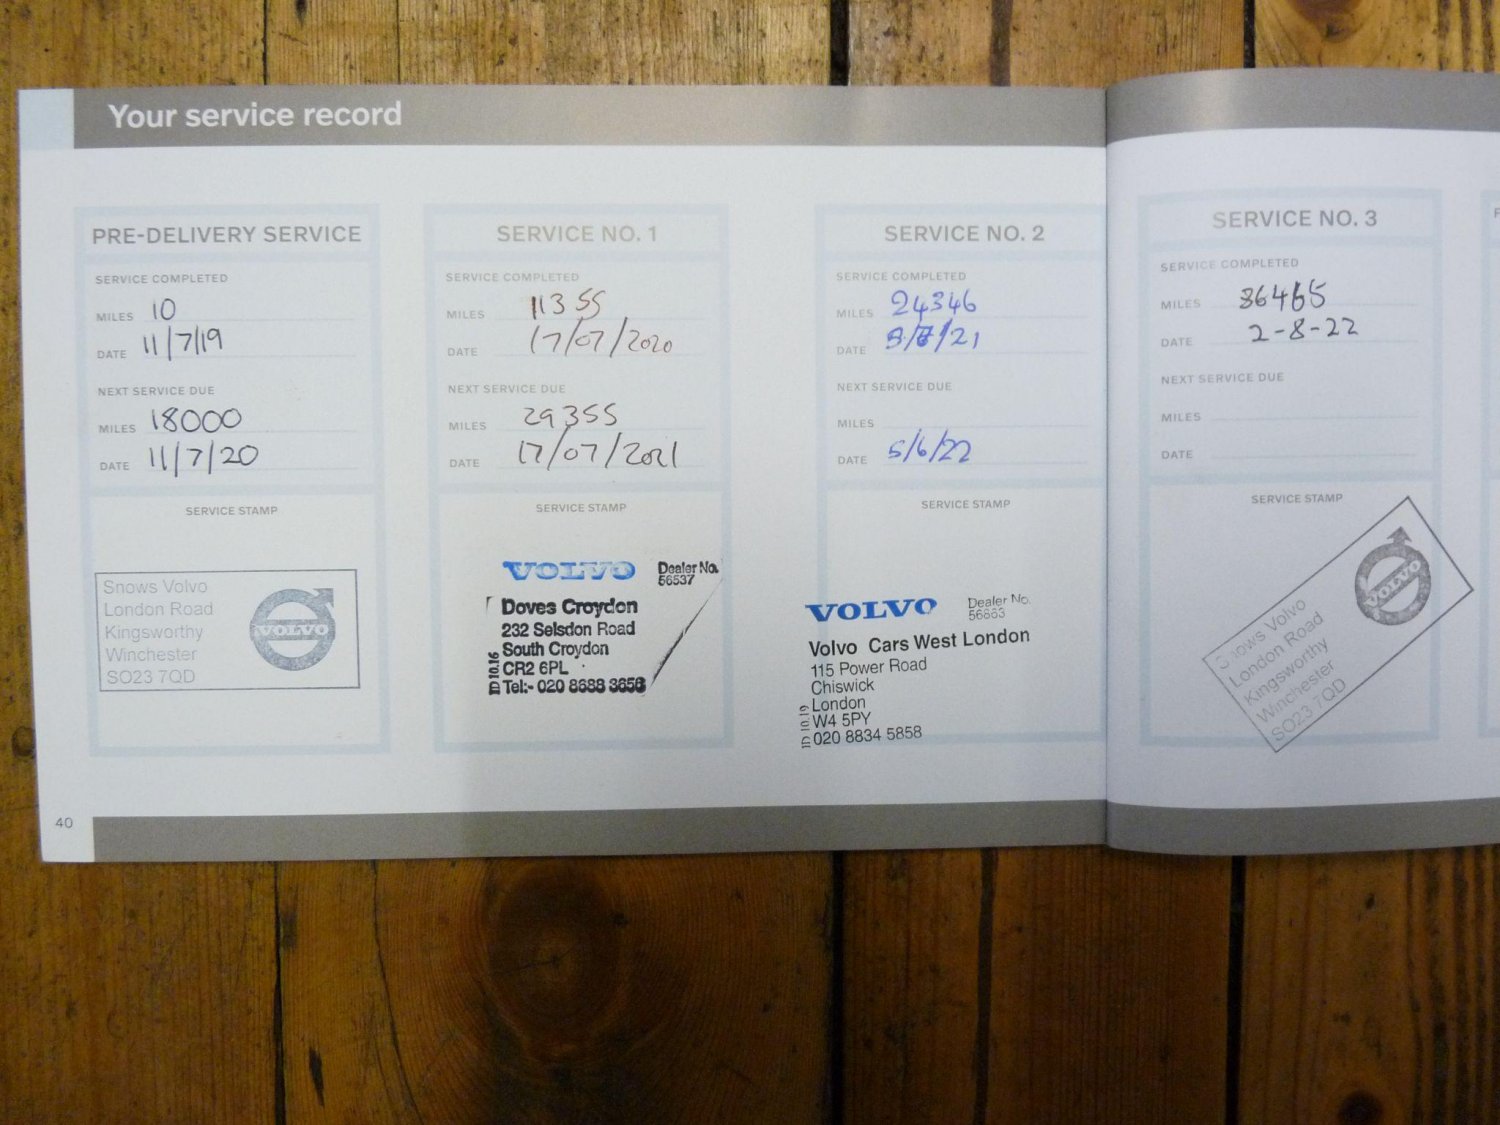 Your service record
PRE-DELIVERY SERVICE
SERVICE COMPLETED
MILES 10
DATE 11/7/19
NEXT SERVICE DUE
MILES 18000
DATE 11/7/20
SERVICE STAMP
Snows Volvo
London Road
Kingsworthy
Winchester
SO23 7QD
VOLVO
SERVICE NO. 1
SERVICE COMPLETED
MILES 11355
DATE 17/07/2020
NEXT SERVICE DUE
MILES 29355
DATE 17/07/2021
SERVICE STAMP
VOLVO Dealer No.
56537
Doves Croydon
232 Selsdon Road
South Croydon
CR2 6PL
Tel:- 020 8688 3656
ID 10.16
SERVICE NO. 2
SERVICE COMPLETED
MILES 24346
DATE
NEXT SERVICE DUE
MILES
DATE 5/6/22
SERVICE STAMP
VOLVO Dealer No.
Volvo Cars West London
115 Power Road
Chiswick
London
W4 5PY
020 8834 5858
SERVICE NO. 3
SERVICE COMPLETED
MILES 36465
DATE 2-8-22
NEXT SERVICE DUE
MILES
DATE
SERVICE STAMP
Snows Volvo
London Road
Kingsworthy
Winchester
SO23 7QD
VOLVO
40